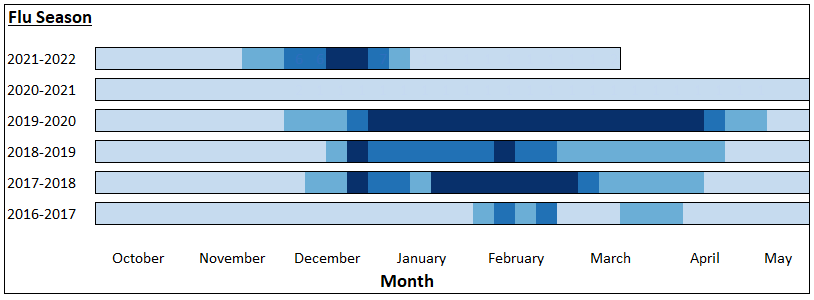 Flu Season
2021-2022
2020-2021
2019-2020
2018-2019
2017-2018
2016-2017
October November December January February March April May
Month